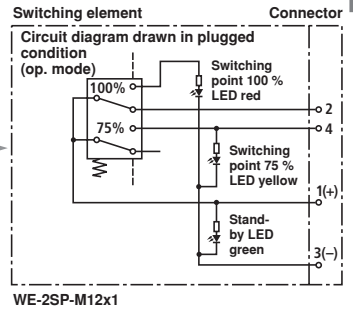 Switching element
Connector
Circuit diagram drawn in plugged
condition
(op. mode)
100%
75%
Switching
point 100 %
LED red
2
4
Switching
point 75 %
LED yellow
1(+)
Stand-
by LED
green
3(–)
WE-2SP-M12x1